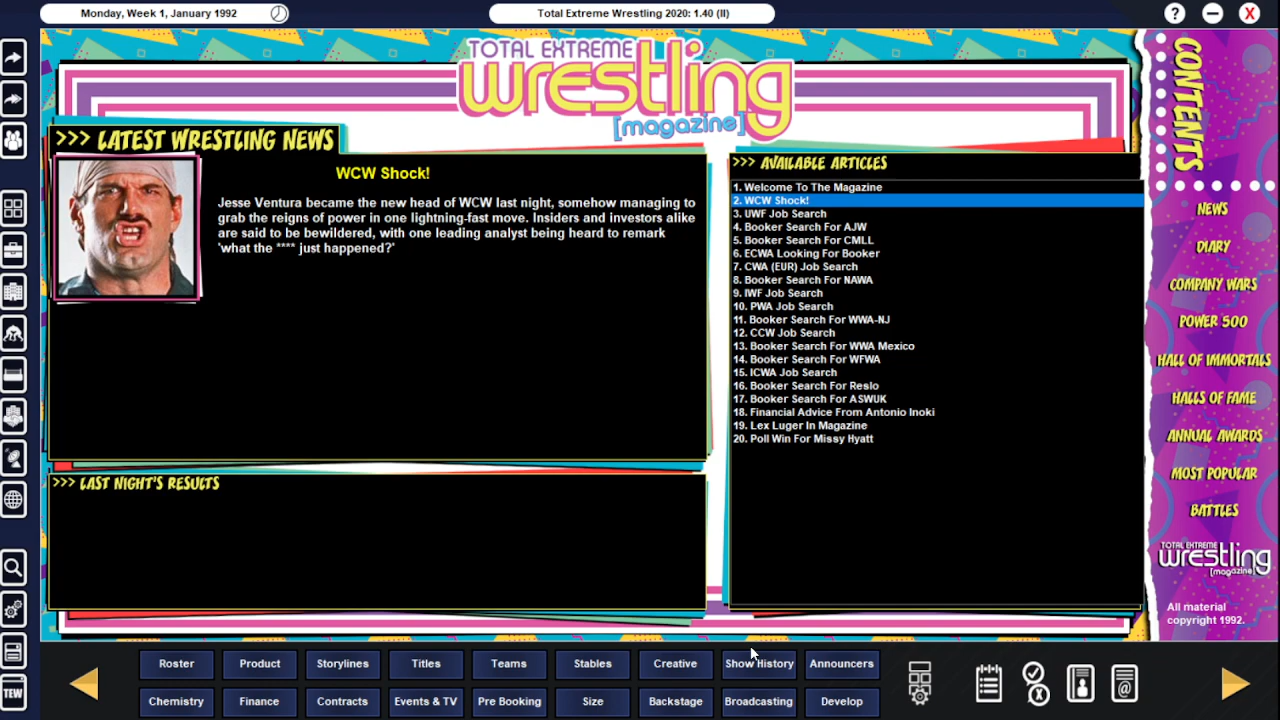 Monday, Week 1, January 1992
Total Extreme Wrestling 2020: 1.40 (II)
?
X
TOTAL EXTREME
wrestling
[magazine]
>>> LATEST WRESTLING NEWS
WCW Shock!
Jesse Ventura became the new head of WCW last night, somehow managing to
grab the reigns of power in one lightning-fast move. Insiders and investors alike
are said to be bewildered, with one leading analyst being heard to remark
'what the **** just happened?'
>>> LAST NIGHT'S RESULTS
>>> AVAILABLE ARTICLES
1. Welcome To The Magazine
2. WCW Shock!
3. UWF Job Search
4. Booker Search For AJW
5. Booker Search For CMLL
6. ECWA Looking For Booker
7. CWA (EUR) Job Search
8. Booker Search For NAWA
9. IWF Job Search
10. PWA Job Search
11. Booker Search For WWA-NJ
12. CCW Job Search
13. Booker Search For WWA Mexico
14. Booker Search For WFWA
15. ICWA Job Search
16. Booker Search For Reslo
17. Booker Search For ASWUK
18. Financial Advice From Antonio Inoki
19. Lex Luger In Magazine
20. Poll Win For Missy Hyatt
CONTENTS
NEWS
DIARY
COMPANY WARS
POWER 500
HALL OF IMMORTALS
HALLS OF FAME
ANNUAL AWARDS
MOST POPULAR
BATTLES
TOTAL EXTREME
wrestling
[magazine]
All material
copyright 1992.
TEW
Roster
Product
Storylines
Titles
Teams
Stables
Creative
Show History
Announcers
Chemistry
Finance
Contracts
Events & TV
Pre Booking
Size
Backstage
Broadcasting
Develop
@